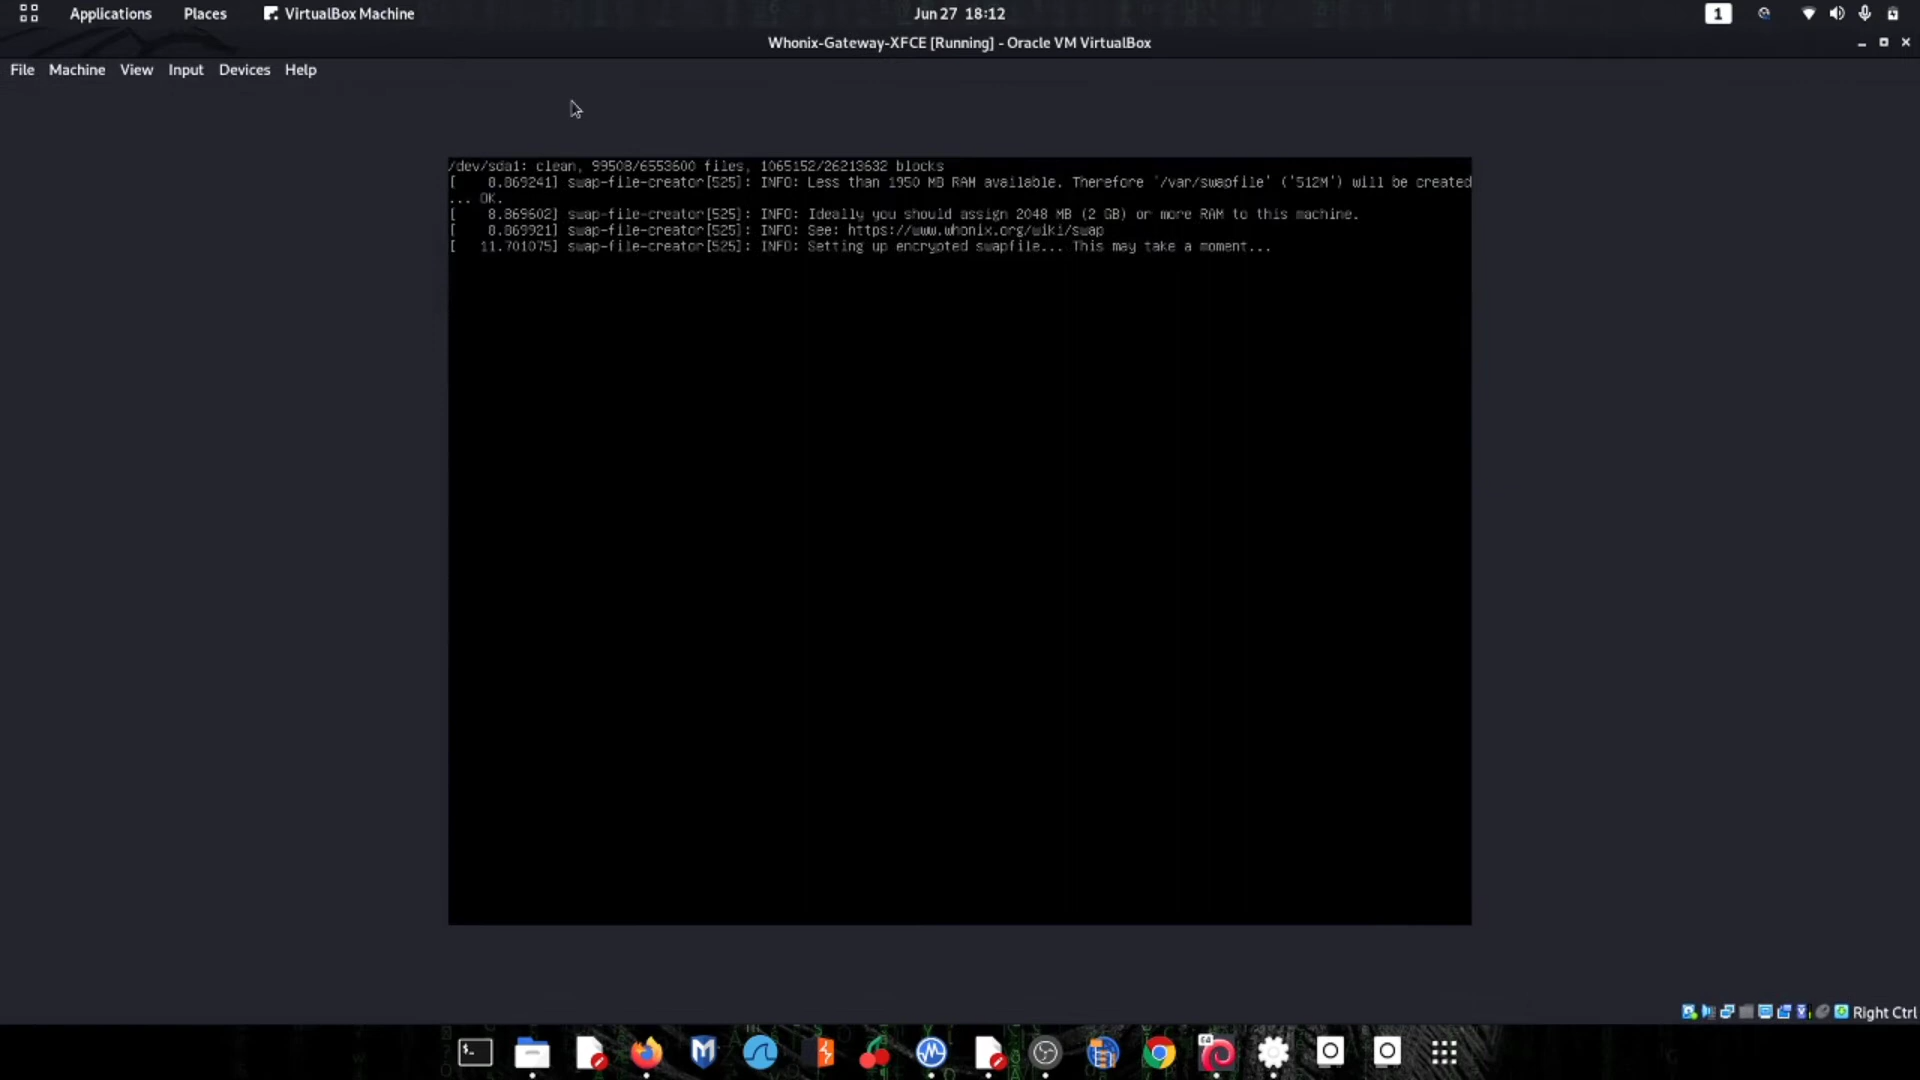 Applications Places VirtualBox Machine Jun 27 18:12 1
Whonix-Gateway-XFCE [Running] - Oracle VM VirtualBox
File Machine View Input Devices Help
/dev/sda1: clean, 99508/6553600 files, 1065152/26213632 blocks
[    8.869241] swap-file-creator[525]: INFO: Less than 1950 MB RAM available. Therefore '/var/swapfile' ('512M') will be created
... OK.
[    8.869602] swap-file-creator[525]: INFO: Ideally you should assign 2048 MB (2 GB) or more RAM to this machine.
[    8.869921] swap-file-creator[525]: INFO: See: https://www.whonix.org/wiki/swap
[   11.701075] swap-file-creator[525]: INFO: Setting up encrypted swapfile... This may take a moment...
Right Ctrl
64